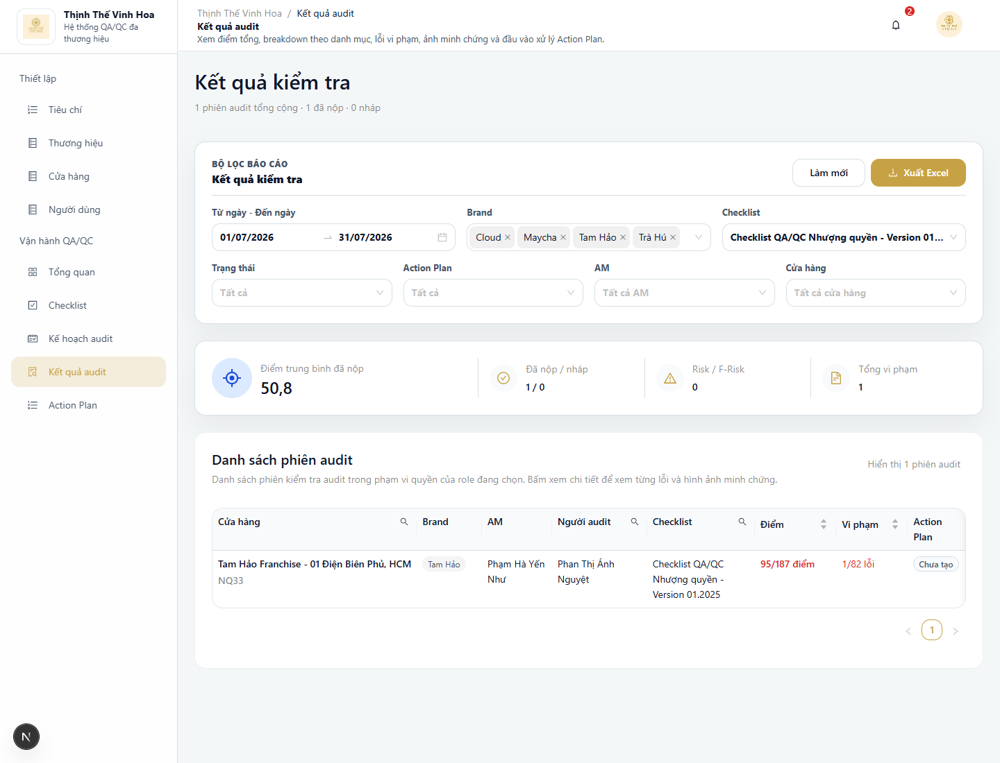 Thịnh Thế Vinh Hoa
Hệ thống QA/QC đa
thương hiệu
Thiết lập
Tiêu chí
Thương hiệu
Cửa hàng
Người dùng
Vận hành QA/QC
Tổng quan
Checklist
Kế hoạch audit
Kết quả audit
Action Plan
N
Thịnh Thế Vinh Hoa / Kết quả audit
Kết quả audit
Xem điểm tổng, breakdown theo danh mục, lỗi vi phạm, ảnh minh chứng và đầu vào xử lý Action Plan.
2
Kết quả kiểm tra
1 phiên audit tổng cộng · 1 đã nộp · 0 nháp
BỘ LỌC BÁO CÁO
Kết quả kiểm tra
Làm mới
Xuất Excel
Từ ngày - Đến ngày
Brand
Checklist
01/07/2026 → 31/07/2026
Cloud × Maycha × Tam Hảo × Trà Hú ×
Checklist QA/QC Nhượng quyền - Version 01...
Trạng thái
Action Plan
AM
Cửa hàng
Tất cả
Tất cả
Tất cả AM
Tất cả cửa hàng
Điểm trung bình đã nộp
50,8
Đã nộp / nháp
1 / 0
Risk / F-Risk
0
Tổng vi phạm
1
Danh sách phiên audit
Hiển thị 1 phiên audit
Danh sách phiên kiểm tra audit trong phạm vi quyền của role đang chọn. Bấm xem chi tiết để xem từng lỗi và hình ảnh minh chứng.
Cửa hàng
Brand
AM
Người audit
Checklist
Điểm
Vi phạm
Action
Plan
Tam Hảo Franchise - 01 Điện Biên Phủ, HCM
NQ33
Tam Hảo
Phạm Hà Yến
Như
Phan Thị Ánh
Nguyệt
Checklist QA/QC
Nhượng quyền -
Version 01.2025
95/187 điểm
1/82 lỗi
Chưa tạo
< 1 >